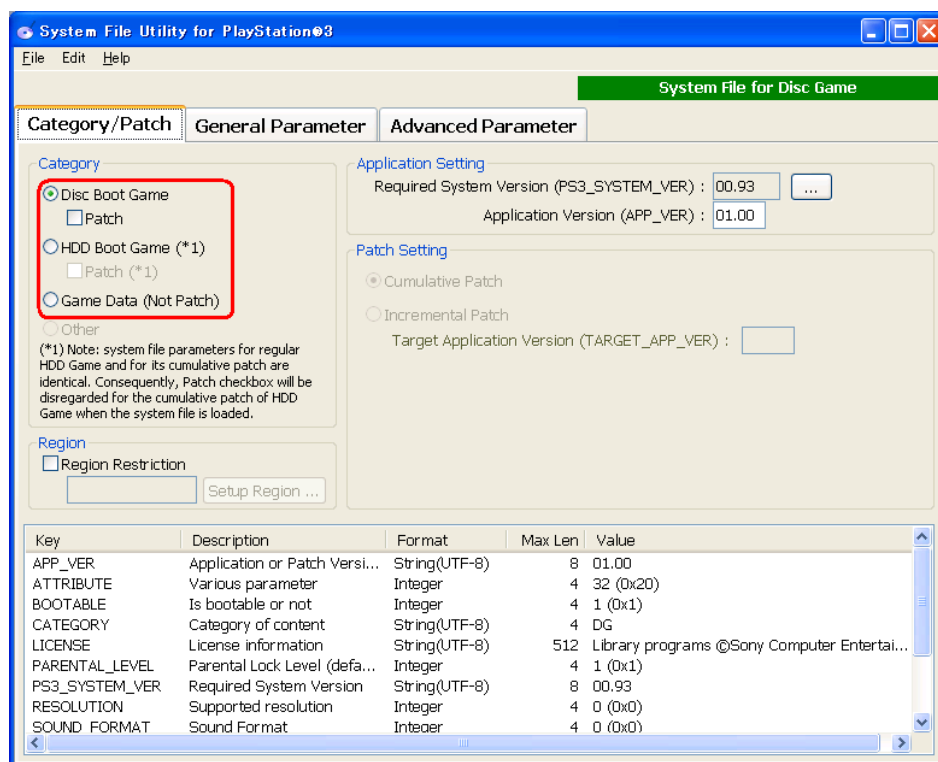 System File Utility for PlayStation®3
File Edit Help
System File for Disc Game
Category/Patch General Parameter Advanced Parameter
Category
Disc Boot Game
Patch
HDD Boot Game (*1)
Patch (*1)
Game Data (Not Patch)
Other
(*1) Note: system file parameters for regular
HDD Game and for its cumulative patch are
identical. Consequently, Patch checkbox will be
disregarded for the cumulative patch of HDD
Game when the system file is loaded.
Region
Region Restriction
Setup Region ...
Application Setting
Required System Version (PS3_SYSTEM_VER) : 00.93 ...
Application Version (APP_VER) : 01.00
Patch Setting
Cumulative Patch
Incremental Patch
Target Application Version (TARGET_APP_VER) :
Key Description Format Max Len Value
APP_VER Application or Patch Versi... String(UTF-8) 8 01.00
ATTRIBUTE Various parameter Integer 4 32 (0x20)
BOOTABLE Is bootable or not Integer 4 1 (0x1)
CATEGORY Category of content String(UTF-8) 4 DG
LICENSE License information String(UTF-8) 512 Library programs ©Sony Computer Entertai...
PARENTAL_LEVEL Parental Lock Level (defa... Integer 4 1 (0x1)
PS3_SYSTEM_VER Required System Version String(UTF-8) 8 00.93
RESOLUTION Supported resolution Integer 4 0 (0x0)
SOUND_FORMAT Sound Format Integer 4 0 (0x0)